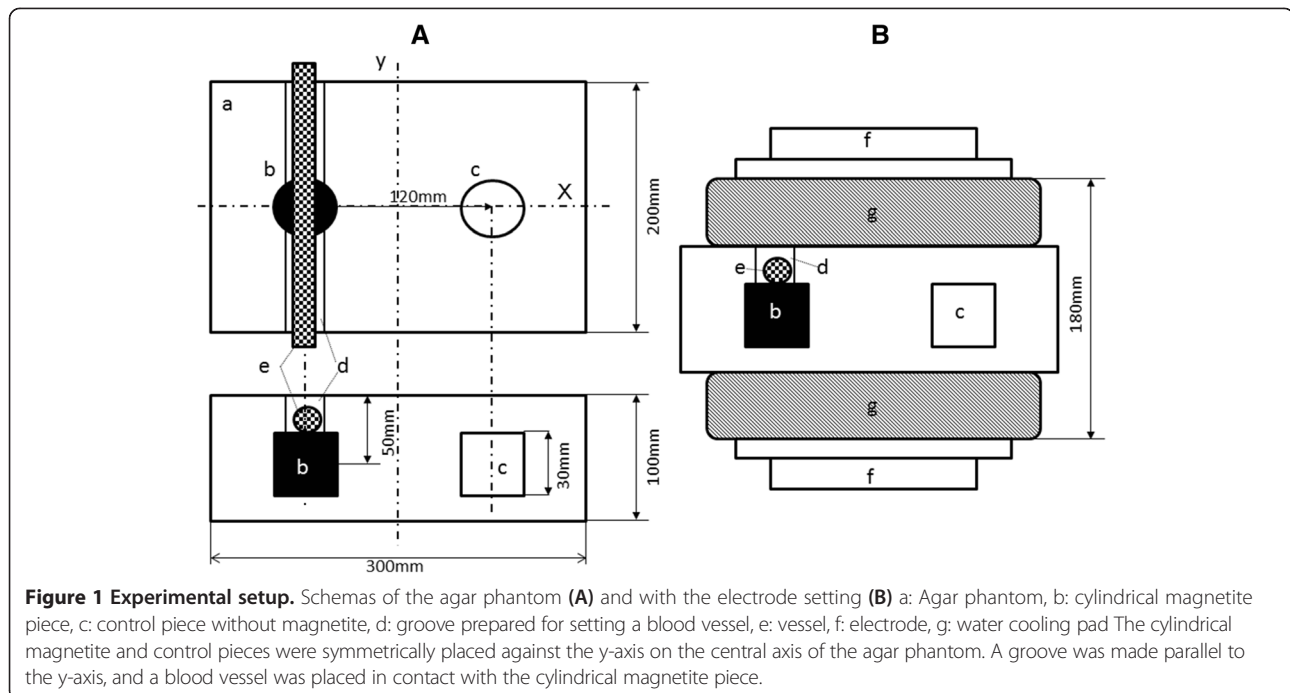 A
B
y
a
b
c
X
120mm
200mm
e
d
50mm
b
c
30mm
100mm
300mm
f
g
e
d
b
c
180mm
g
f
Figure 1 Experimental setup. Schemas of the agar phantom (A) and with the electrode setting (B) a: Agar phantom, b: cylindrical magnetite
piece, c: control piece without magnetite, d: groove prepared for setting a blood vessel, e: vessel, f: electrode, g: water cooling pad The cylindrical
magnetite and control pieces were symmetrically placed against the y-axis on the central axis of the agar phantom. A groove was made parallel to
the y-axis, and a blood vessel was placed in contact with the cylindrical magnetite piece.